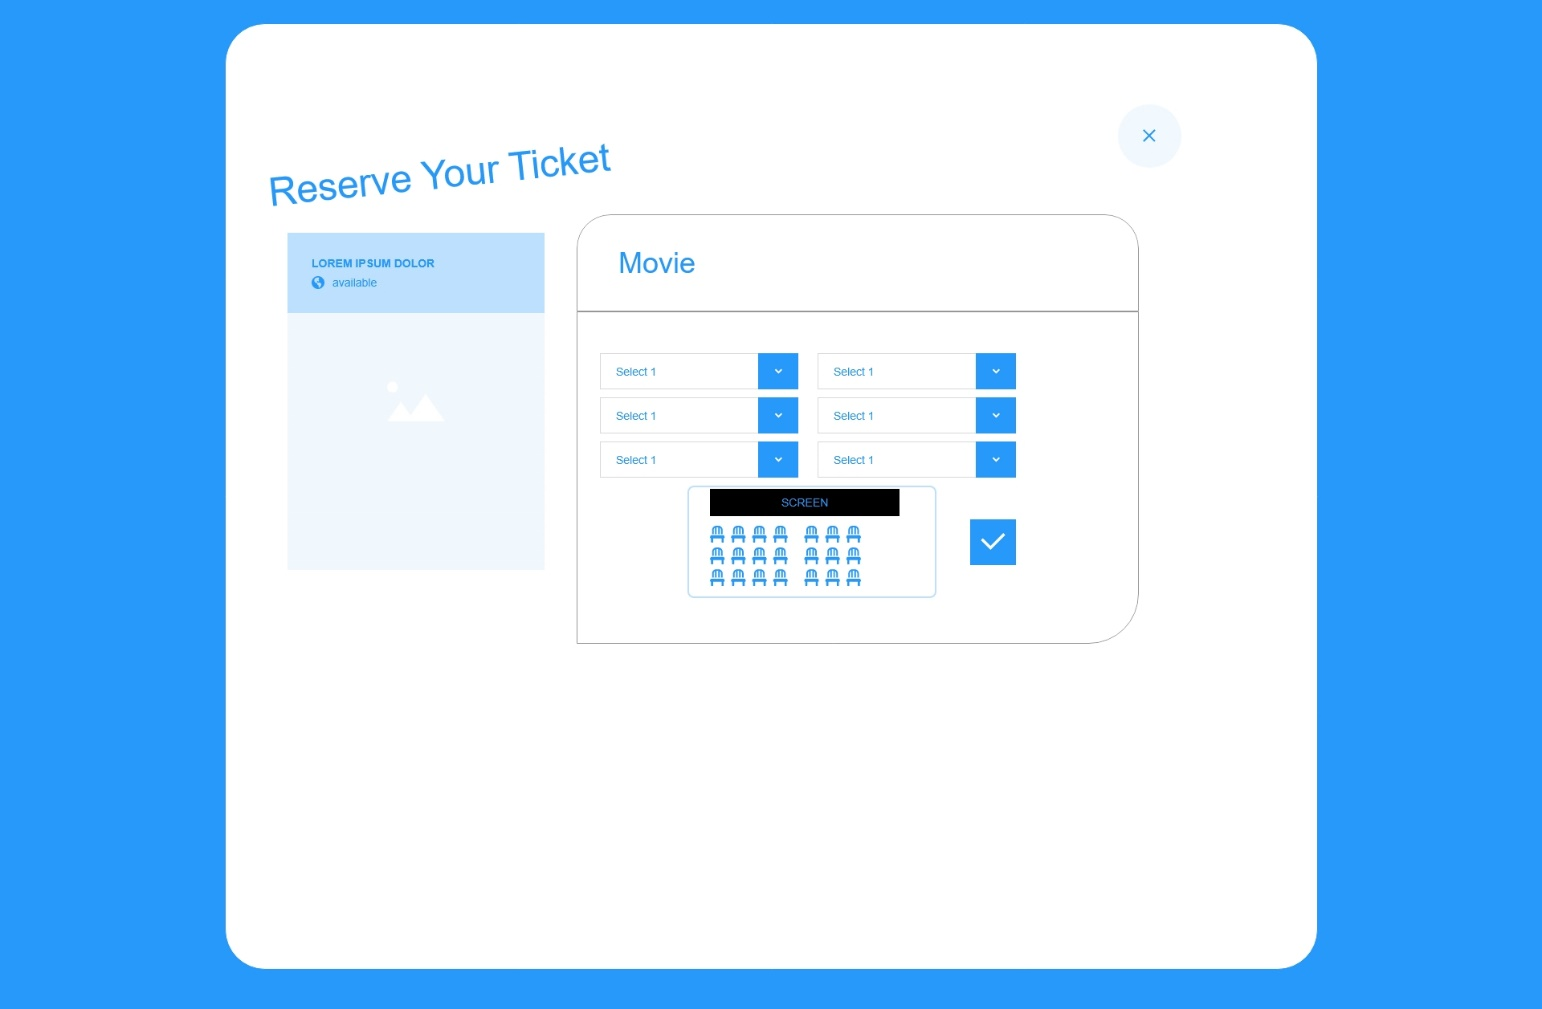 Reserve Your Ticket
LOREM IPSUM DOLOR
available
Movie
Select 1
Select 1
Select 1
Select 1
Select 1
Select 1
SCREEN